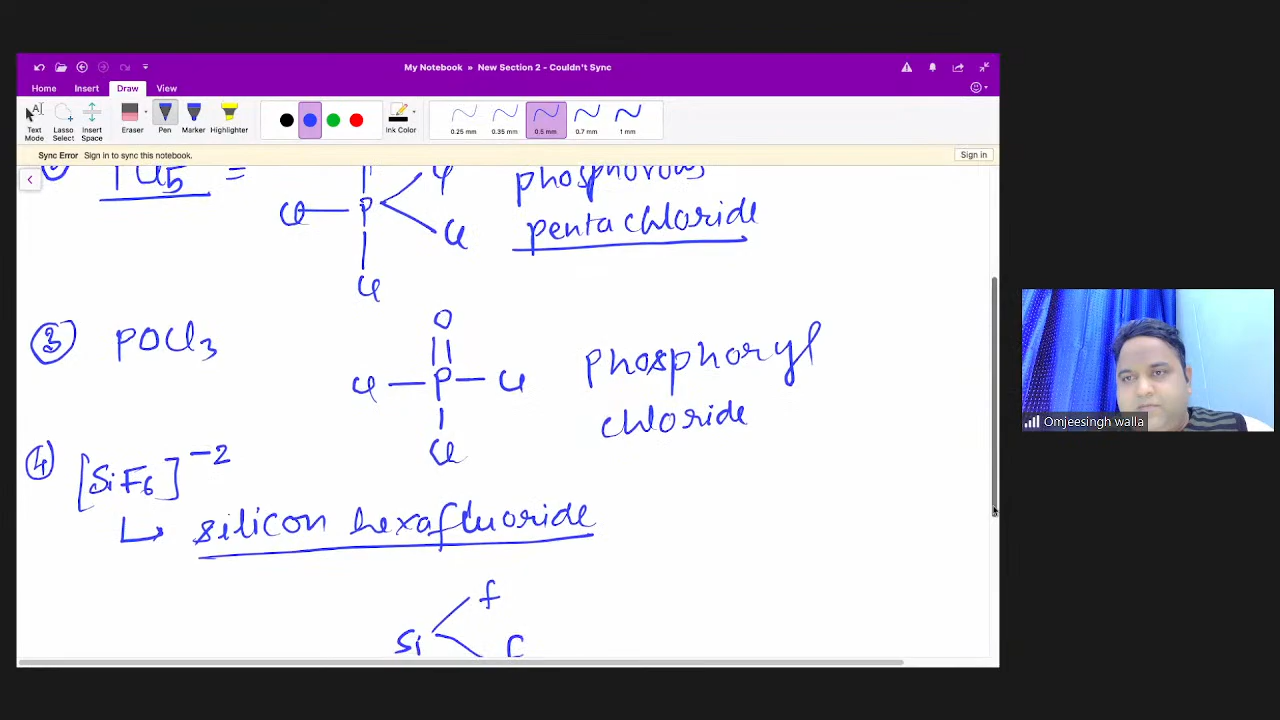 My Notebook » New Section 2 - Couldn't Sync
Home Insert Draw View
Text Mode
Lasso Select
Insert Space
Eraser
Pen
Marker
Highlighter
Ink Color
0.25 mm 0.35 mm 0.5 mm 0.7 mm 1 mm
Sync Error Sign in to sync this notebook. Sign in
PCl5 =
phosphorous
Cl P Cl
penta chloride
Cl
③ POCl3
O
Cl P Cl
Cl
phosphoryl
chloride
④ [SiF6]-2
silicon hexafluoride
Si
f
Omjeesingh walla